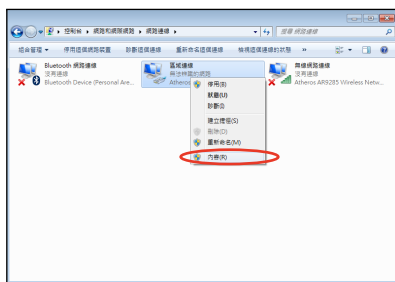 控制台 ▸ 網路和網際網路 ▸ 網路連線 ▸
搜尋 網路連線
組合管理 ▾ 停用這個網路裝置 診斷這個連線 重新命名這個連線 檢視這個連線的狀態 »
Bluetooth 網路連線
沒有連線
Bluetooth Device (Personal Are...
區域連線
無法辨識的網路
Atheros
無線網路連線
沒有連線
Atheros AR9285 Wireless Netw...
停用(B)
狀態(U)
診斷(I)
建立捷徑(S)
刪除(D)
重新命名(M)
內容(R)